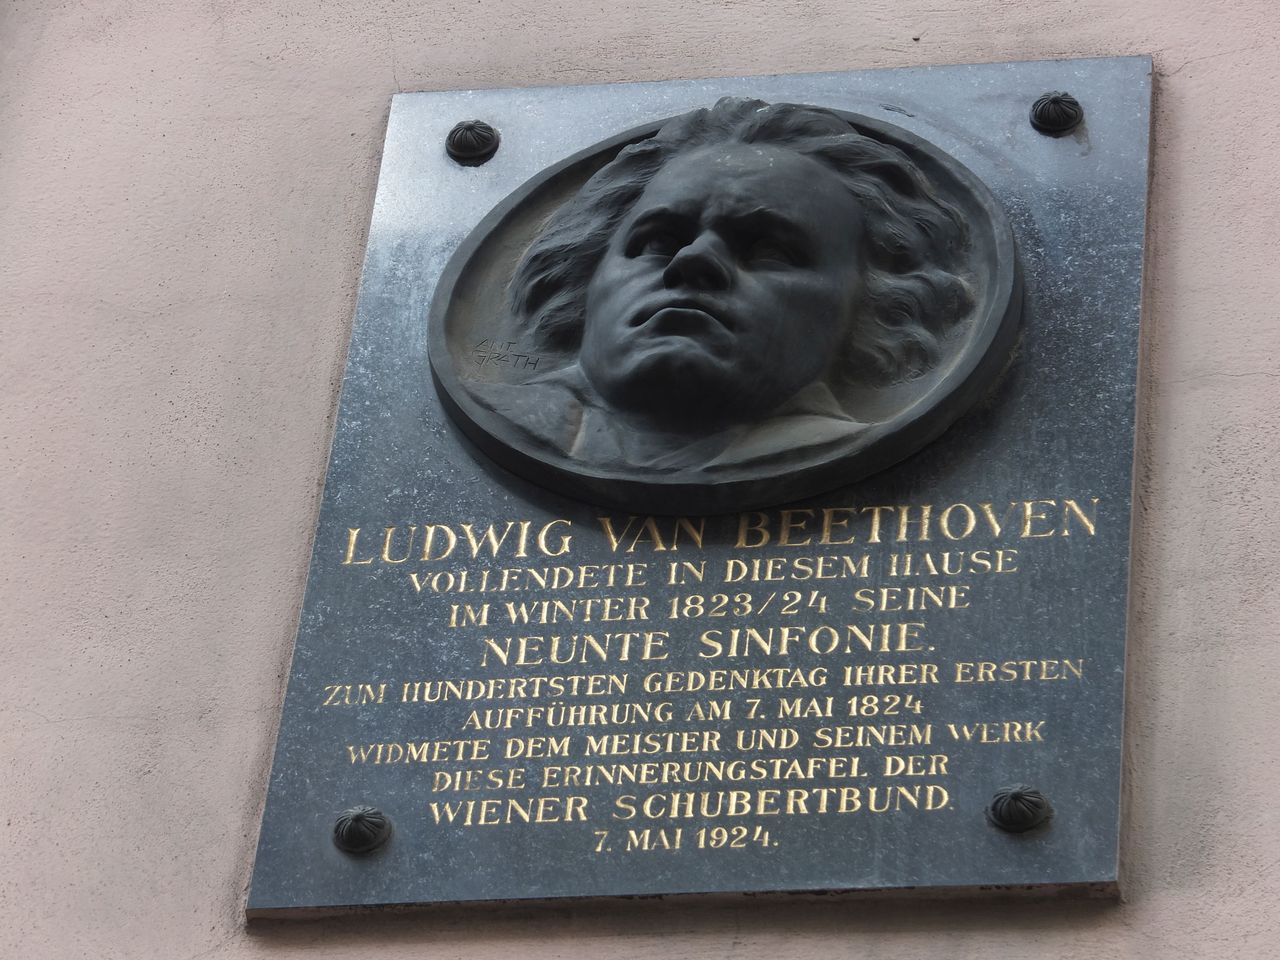 ANT
GRATH
LUDWIG VAN BEETHOVEN
VOLLENDETE IN DIESEM HAUSE
IM WINTER 1823/24 SEINE
NEUNTE SINFONIE.
ZUM HUNDERTSTEN GEDENKTAG IHRER ERSTEN
AUFFÜHRUNG AM 7. MAI 1824
WIDMETE DEM MEISTER UND SEINEM WERK
DIESE ERINNERUNGSTAFEL DER
WIENER SCHUBERTBUND,
7. MAI 1924.